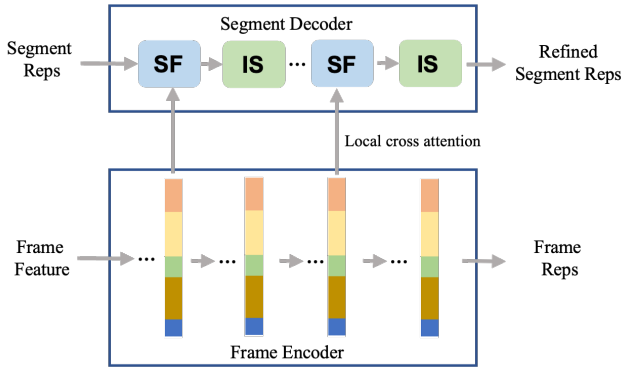 Segment Decoder
Segment
Reps
SF
IS
...
SF
IS
Refined
Segment Reps
Local cross attention
Frame
Feature
...
...
...
...
Frame
Reps
Frame Encoder